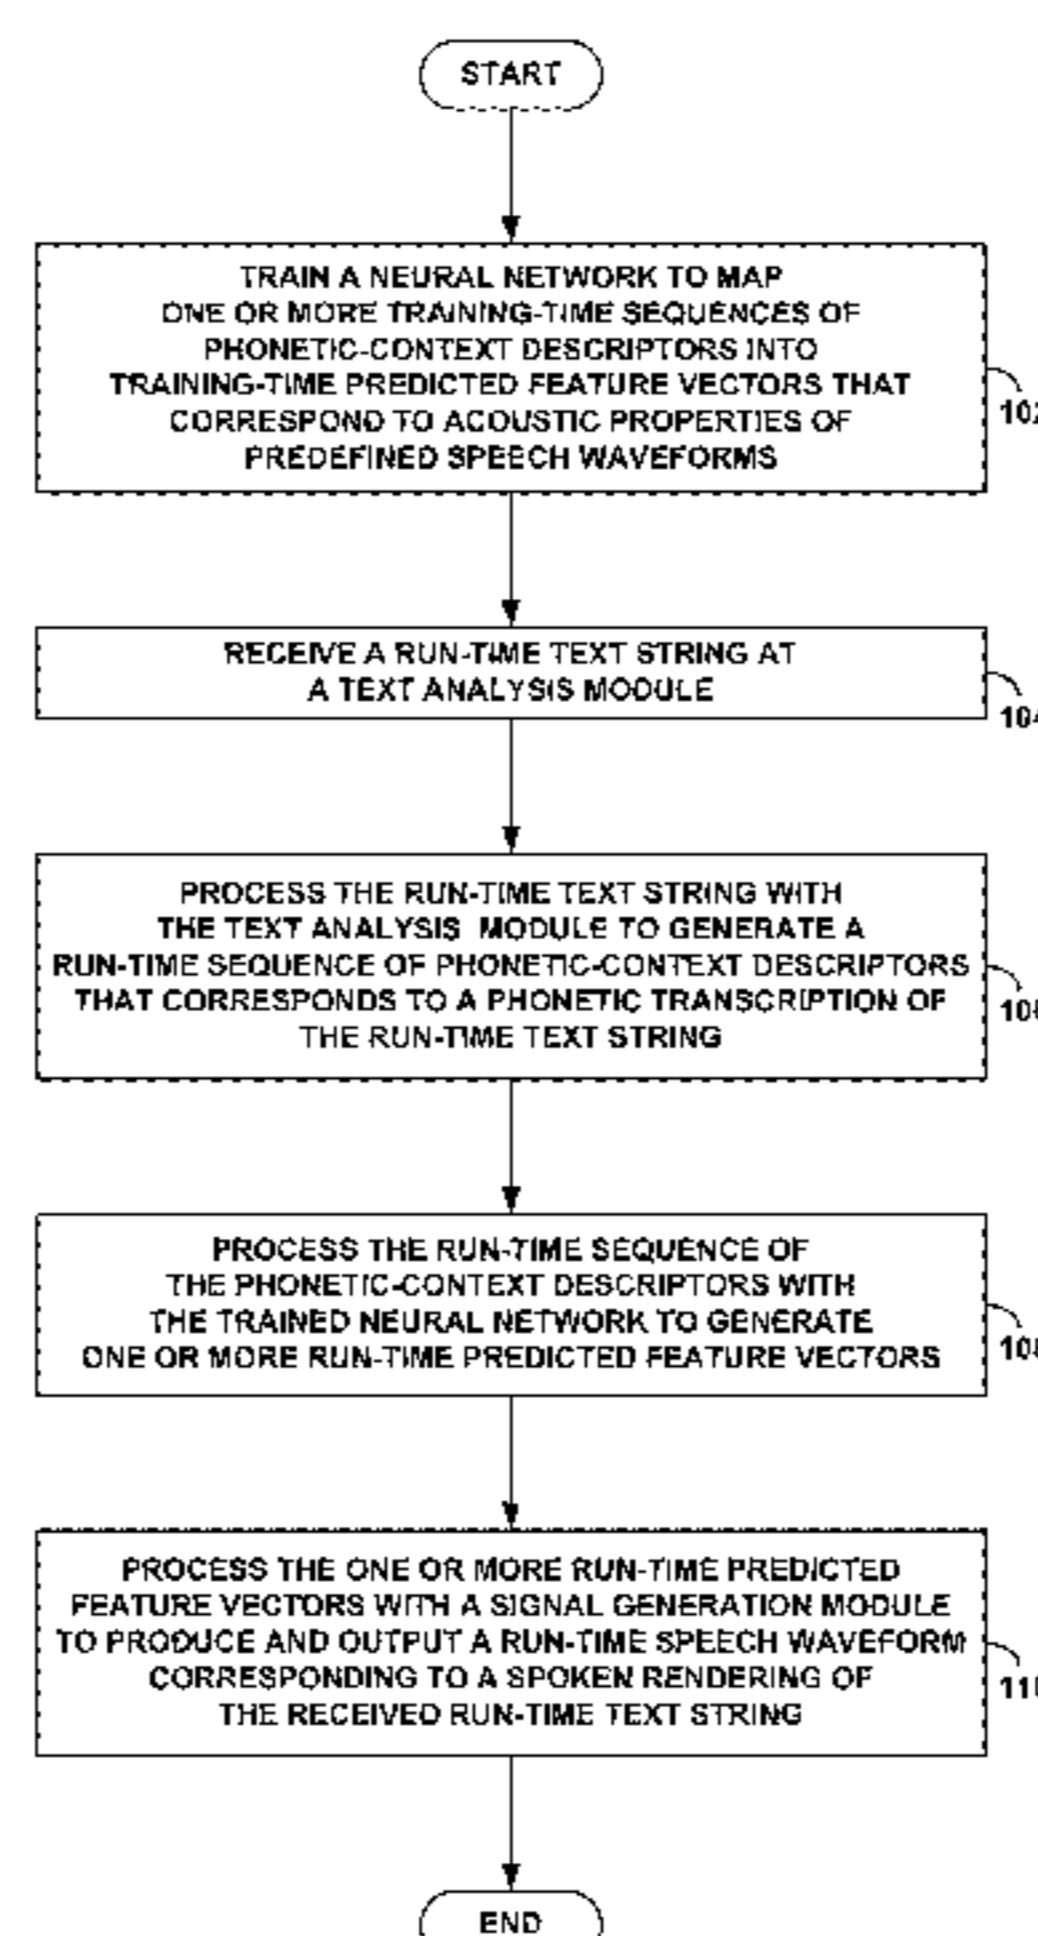 START
TRAIN A NEURAL NETWORK TO MAP
ONE OR MORE TRAINING-TIME SEQUENCES OF
PHONETIC-CONTEXT DESCRIPTORS INTO
TRAINING-TIME PREDICTED FEATURE VECTORS THAT
CORRESPOND TO ACOUSTIC PROPERTIES OF
PREDEFINED SPEECH WAVEFORMS
RECEIVE A RUN-TIME TEXT STRING AT
A TEXT ANALYSIS MODULE
PROCESS THE RUN-TIME TEXT STRING WITH
THE TEXT ANALYSIS MODULE TO GENERATE A
RUN-TIME SEQUENCE OF PHONETIC-CONTEXT DESCRIPTORS
THAT CORRESPONDS TO A PHONETIC TRANSCRIPTION OF
THE RUN-TIME TEXT STRING
PROCESS THE RUN-TIME SEQUENCE OF
THE PHONETIC-CONTEXT DESCRIPTORS WITH
THE TRAINED NEURAL NETWORK TO GENERATE
ONE OR MORE RUN-TIME PREDICTED FEATURE VECTORS
PROCESS THE ONE OR MORE RUN-TIME PREDICTED
FEATURE VECTORS WITH A SIGNAL GENERATION MODULE
TO PRODUCE AND OUTPUT A RUN-TIME SPEECH WAVEFORM
CORRESPONDING TO A SPOKEN RENDERING OF
THE RECEIVED RUN-TIME TEXT STRING
END